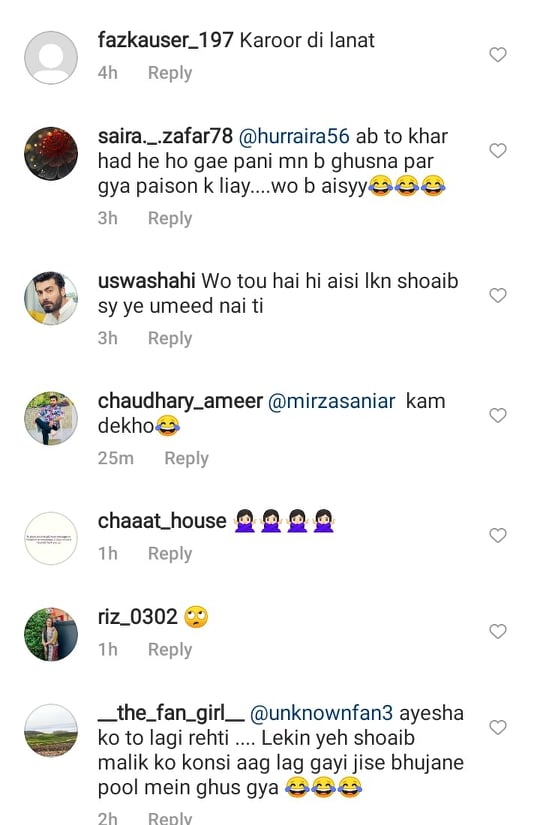 fazkauser_197 Karoor di lanat
4h Reply
saira._.zafar78 @hurraira56 ab to khar
had he ho gae pani mn b ghusna par
gya paison k liay....wo b aisyy😂😂😂
3h Reply
uswashahi Wo tou hai hi aisi lkn shoaib
sy ye umeed nai ti
3h Reply
chaudhary_ameer @mirzasaniar kam
dekho😂
25m Reply
chaaat_house 🙅🏻‍♀️🙅🏻‍♀️🙅🏻‍♀️🙅🏻‍♀️
1h Reply
riz_0302 🙄
1h Reply
__the_fan_girl__ @unknownfan3 ayesha
ko to lagi rehti .... Lekin yeh shoaib
malik ko konsi aag lag gayi jise bhujane
pool mein ghus gya 😂😂😂
2h Reply